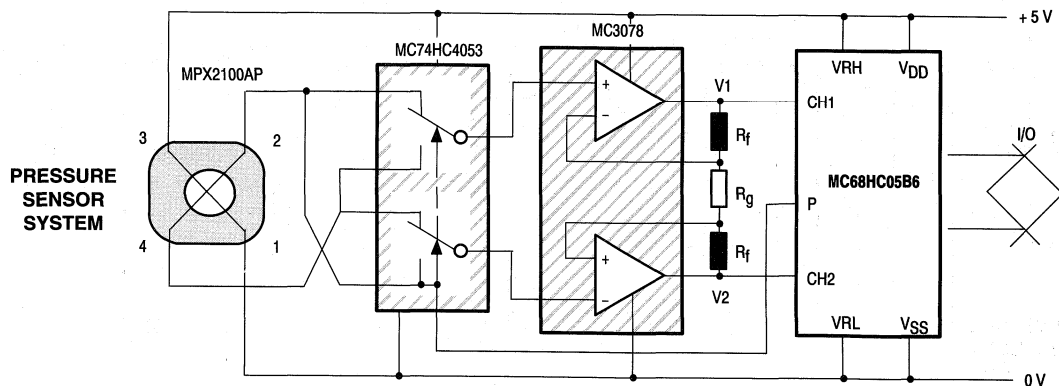 + 5 V
MC74HC4053
MC3078
MPX2100AP
VRH
VDD
V1
CH1
3
2
+
−
Rf
I/O
PRESSURE
SENSOR
SYSTEM
MC68HC05B6
Rg
P
4
1
+
−
Rf
CH2
V2
VRL
VSS
0 V